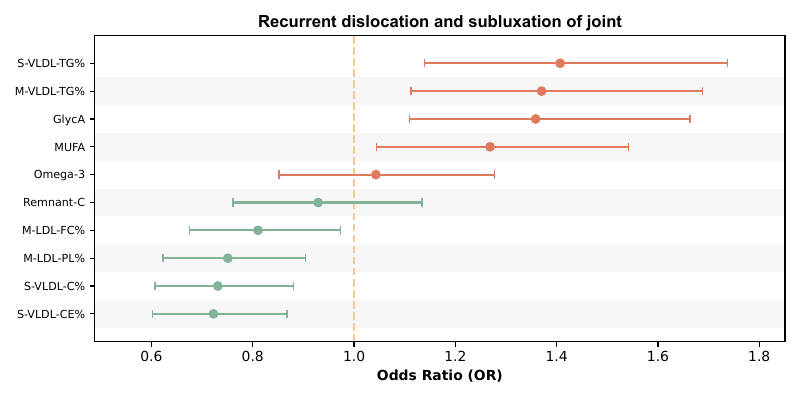 Recurrent dislocation and subluxation of joint
S-VLDL-TG%
M-VLDL-TG%
GlycA
MUFA
Omega-3
Remnant-C
M-LDL-FC%
M-LDL-PL%
S-VLDL-C%
S-VLDL-CE%
0.6 0.8 1.0 1.2 1.4 1.6 1.8
Odds Ratio (OR)